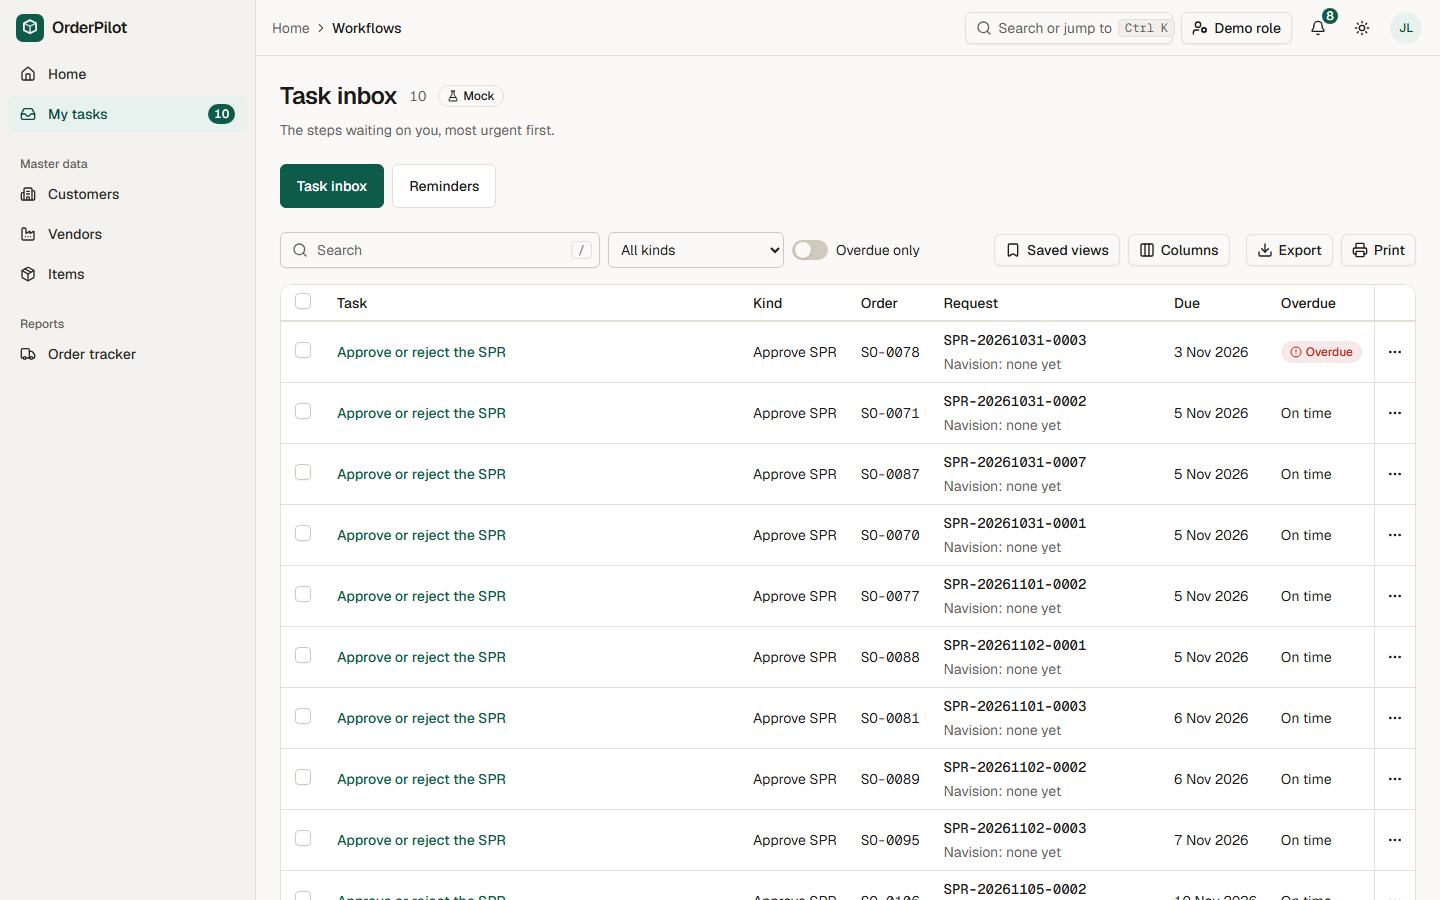 OrderPilot
Home
My tasks 10
Master data
Customers
Vendors
Items
Reports
Order tracker
Home > Workflows
Search or jump to Ctrl K
Demo role
8
JL
Task inbox 10 Mock
The steps waiting on you, most urgent first.
Task inbox Reminders
Search /
All kinds
Overdue only
Saved views
Columns
Export
Print
Task Kind Order Request Due Overdue
Approve or reject the SPR Approve SPR SO-0078 SPR-20261031-0003 3 Nov 2026 Overdue
Navision: none yet
Approve or reject the SPR Approve SPR SO-0071 SPR-20261031-0002 5 Nov 2026 On time
Navision: none yet
Approve or reject the SPR Approve SPR SO-0087 SPR-20261031-0007 5 Nov 2026 On time
Navision: none yet
Approve or reject the SPR Approve SPR SO-0070 SPR-20261031-0001 5 Nov 2026 On time
Navision: none yet
Approve or reject the SPR Approve SPR SO-0077 SPR-20261101-0002 5 Nov 2026 On time
Navision: none yet
Approve or reject the SPR Approve SPR SO-0088 SPR-20261102-0001 5 Nov 2026 On time
Navision: none yet
Approve or reject the SPR Approve SPR SO-0081 SPR-20261101-0003 6 Nov 2026 On time
Navision: none yet
Approve or reject the SPR Approve SPR SO-0089 SPR-20261102-0002 6 Nov 2026 On time
Navision: none yet
Approve or reject the SPR Approve SPR SO-0095 SPR-20261102-0003 7 Nov 2026 On time
Navision: none yet
Approve or reject the SPR Approve SPR SPR-20261105-0002 10 Nov 2026 On time